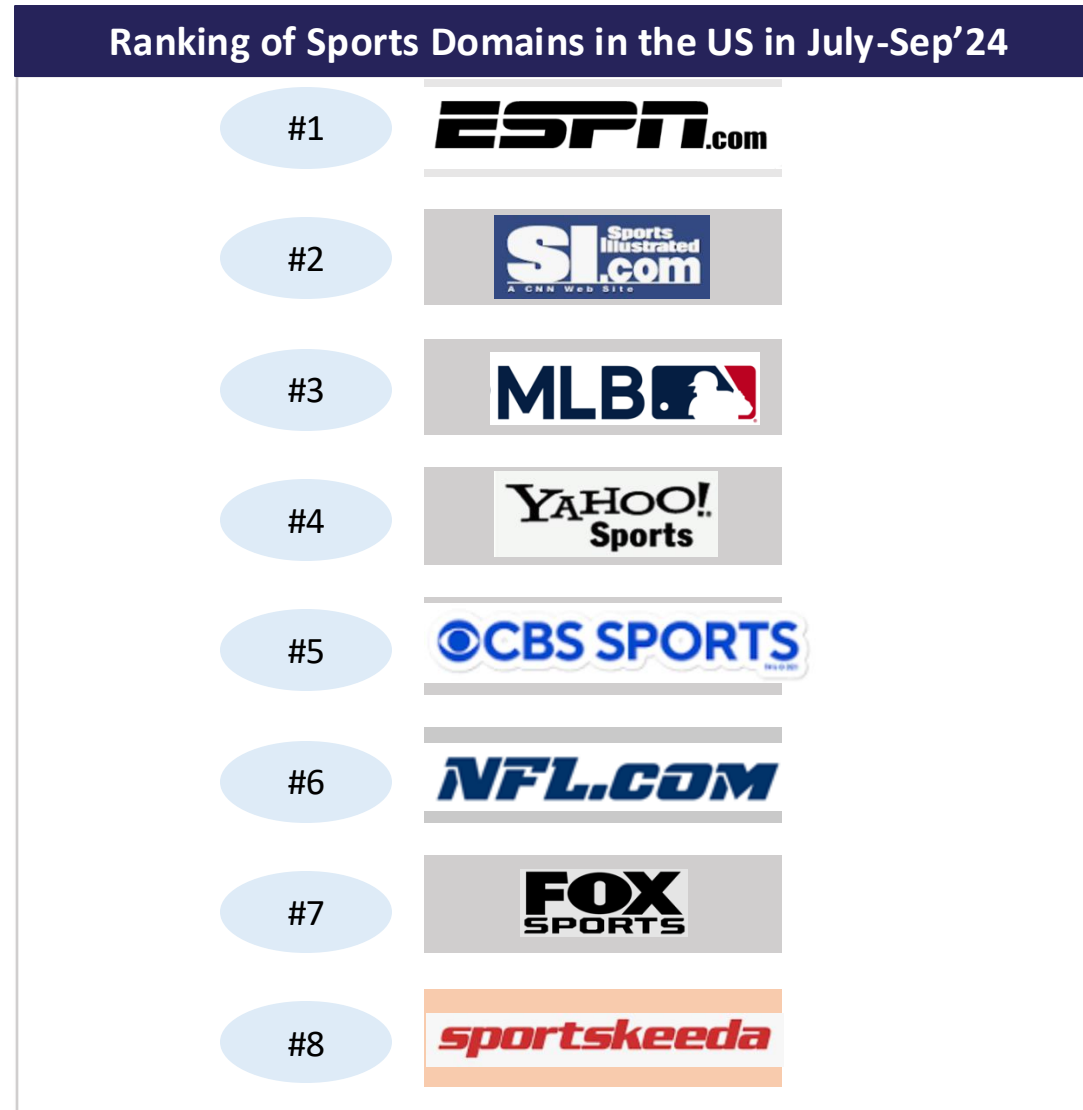 Ranking of Sports Domains in the US in July-Sep’24
#1
ESPN.com
#2
SI Sports
Illustrated
.com
A CNN Web Site
#3
MLB
#4
YAHOO!
Sports
#5
CBS SPORTS
#6
NFL.COM
#7
FOX
SPORTS
#8
sportskeeda